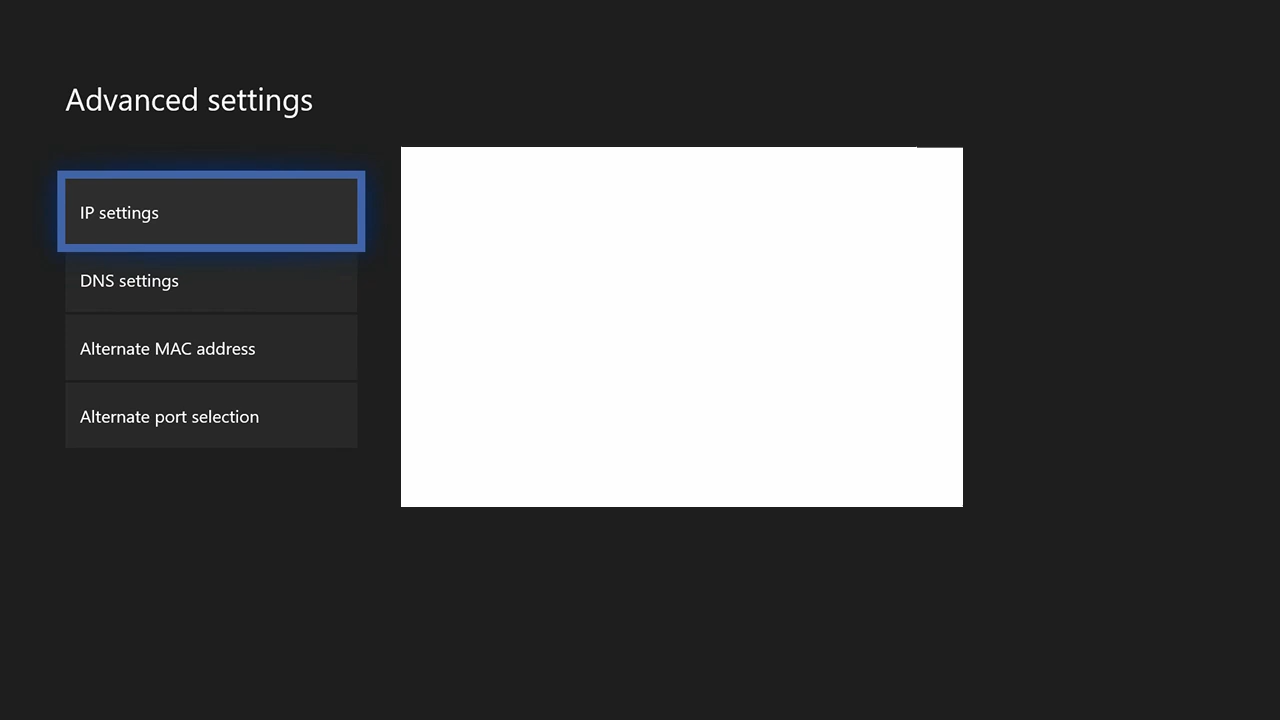 Advanced settings
IP settings
DNS settings
Alternate MAC address
Alternate port selection